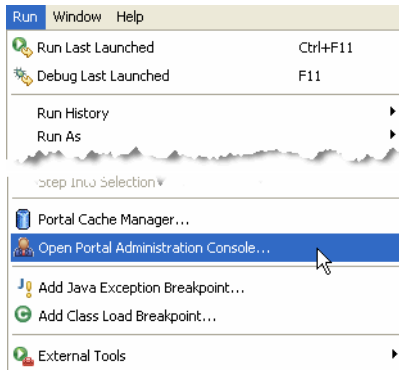 Run Window Help
Run Last Launched Ctrl+F11
Debug Last Launched F11
Run History
Run As
Step Into Selection
Portal Cache Manager...
Open Portal Administration Console...
Add Java Exception Breakpoint...
Add Class Load Breakpoint...
External Tools